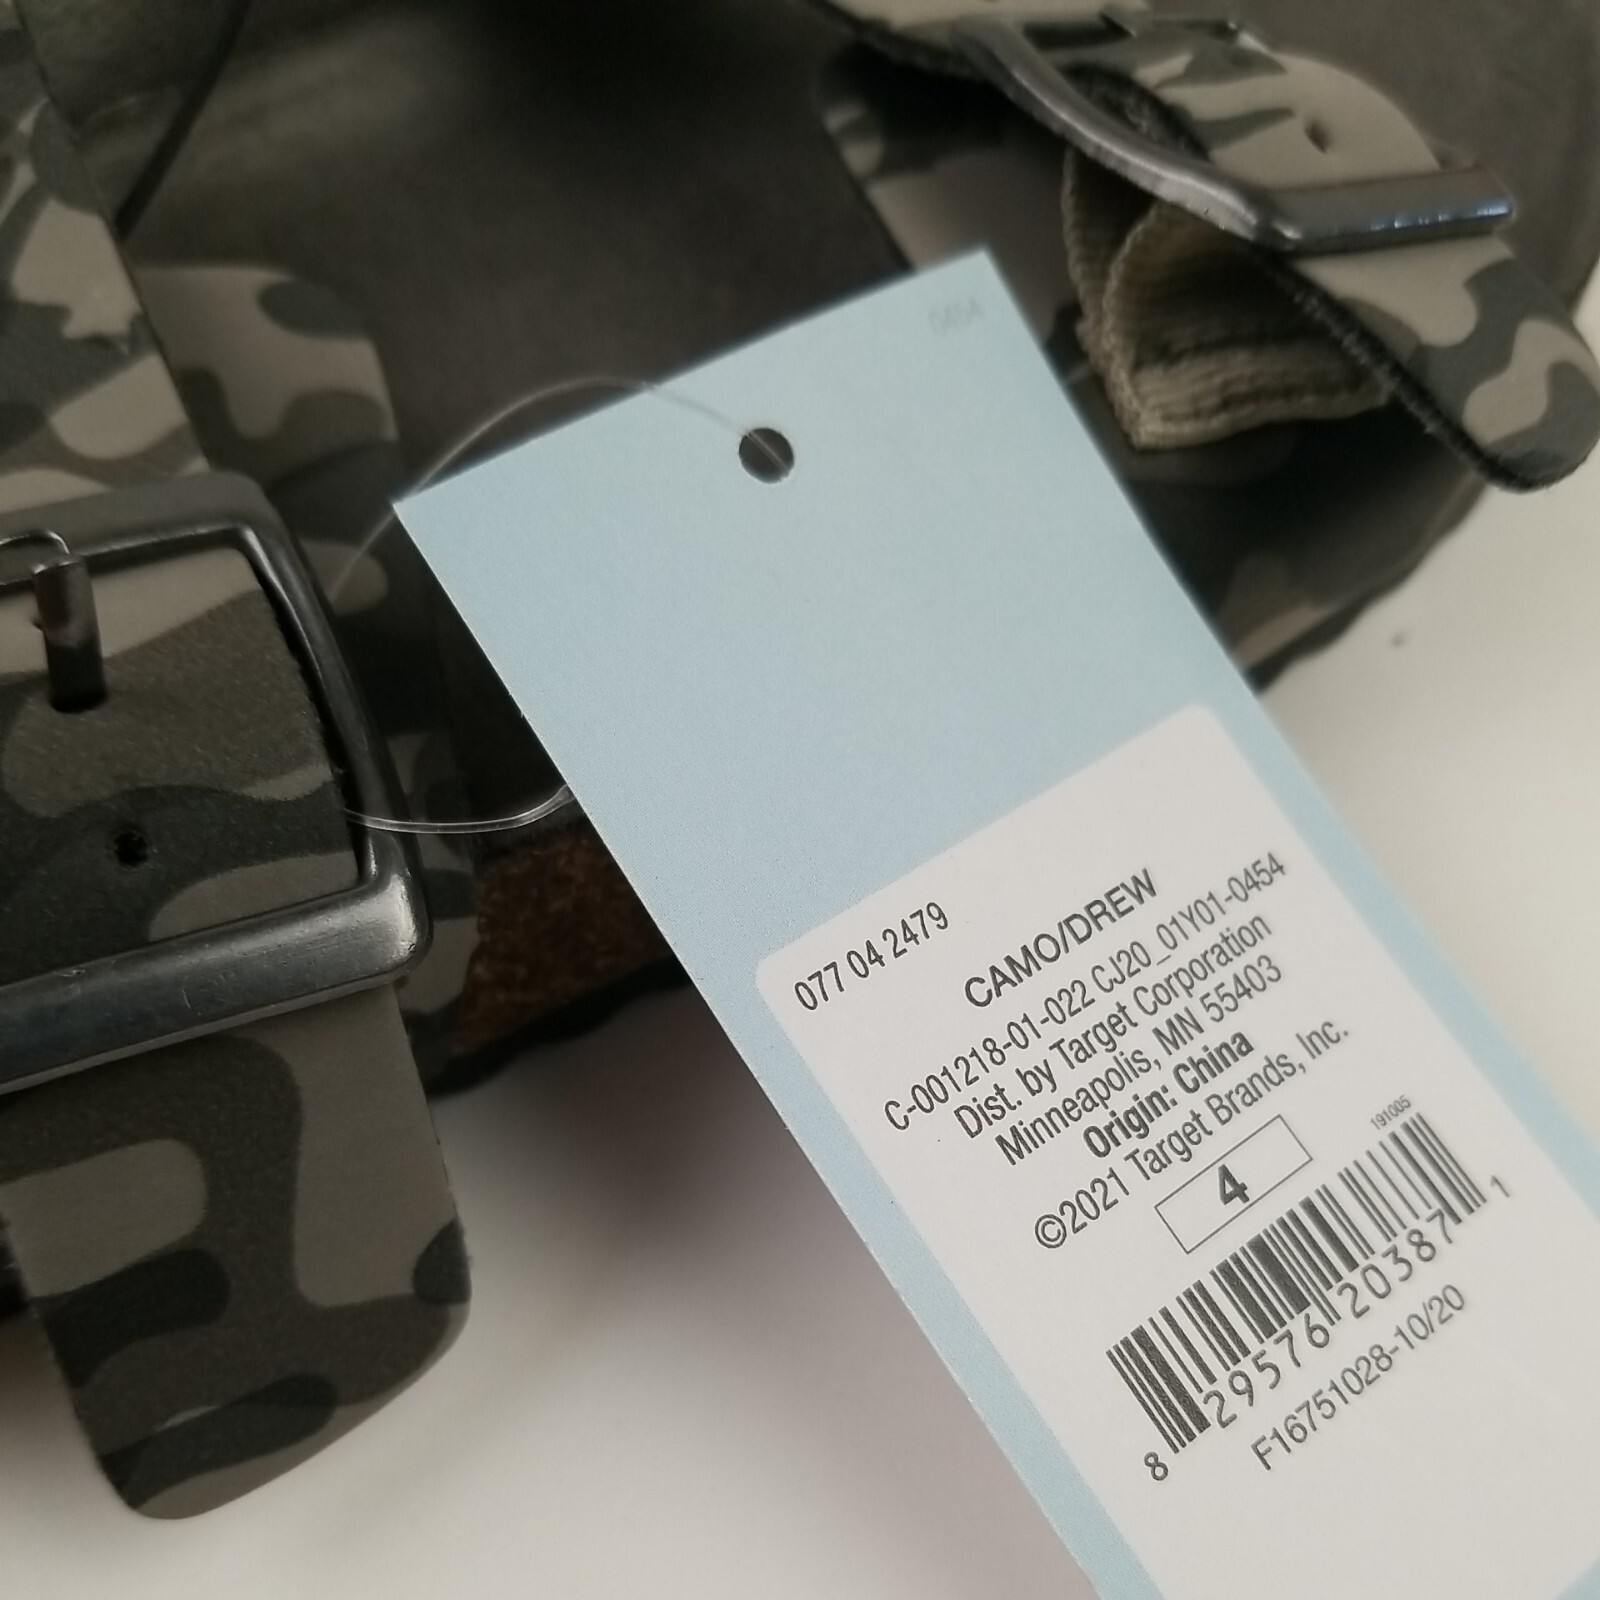 0454
077 04 2479
CAMO/DREW
C-001218-01-022 CJ20_01Y01-0454
Dist. by Target Corporation
Minneapolis, MN 55403
Origin: China
©2021 Target Brands, Inc.
4
191005
8 29576 20387 1
F16751028-10/20